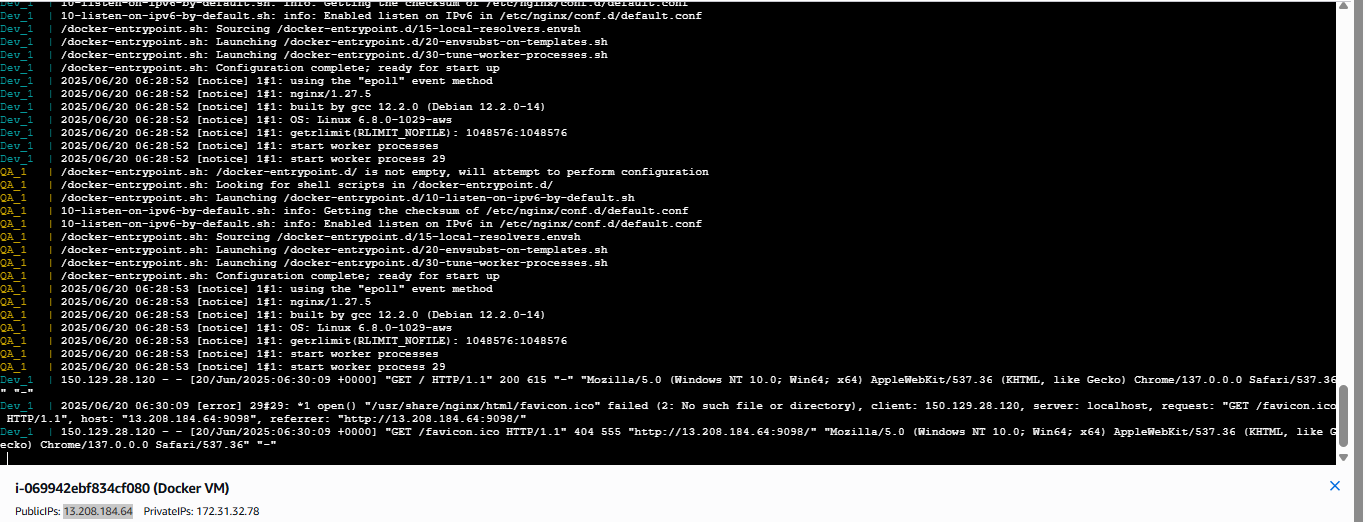 Dev_1 | 10-listen-on-ipv6-by-default.sh: info: Getting the checksum of /etc/nginx/conf.d/default.conf
Dev_1 | 10-listen-on-ipv6-by-default.sh: info: Enabled listen on IPv6 in /etc/nginx/conf.d/default.conf
Dev_1 | /docker-entrypoint.sh: Sourcing /docker-entrypoint.d/15-local-resolvers.envsh
Dev_1 | /docker-entrypoint.sh: Launching /docker-entrypoint.d/20-envsubst-on-templates.sh
Dev_1 | /docker-entrypoint.sh: Launching /docker-entrypoint.d/30-tune-worker-processes.sh
Dev_1 | /docker-entrypoint.sh: Configuration complete; ready for start up
Dev_1 | 2025/06/20 06:28:52 [notice] 1#1: using the "epoll" event method
Dev_1 | 2025/06/20 06:28:52 [notice] 1#1: nginx/1.27.5
Dev_1 | 2025/06/20 06:28:52 [notice] 1#1: built by gcc 12.2.0 (Debian 12.2.0-14)
Dev_1 | 2025/06/20 06:28:52 [notice] 1#1: OS: Linux 6.8.0-1029-aws
Dev_1 | 2025/06/20 06:28:52 [notice] 1#1: getrlimit(RLIMIT_NOFILE): 1048576:1048576
Dev_1 | 2025/06/20 06:28:52 [notice] 1#1: start worker processes
Dev_1 | 2025/06/20 06:28:52 [notice] 1#1: start worker process 29
QA_1 | /docker-entrypoint.sh: /docker-entrypoint.d/ is not empty, will attempt to perform configuration
QA_1 | /docker-entrypoint.sh: Looking for shell scripts in /docker-entrypoint.d/
QA_1 | /docker-entrypoint.sh: Launching /docker-entrypoint.d/10-listen-on-ipv6-by-default.sh
QA_1 | 10-listen-on-ipv6-by-default.sh: info: Getting the checksum of /etc/nginx/conf.d/default.conf
QA_1 | 10-listen-on-ipv6-by-default.sh: info: Enabled listen on IPv6 in /etc/nginx/conf.d/default.conf
QA_1 | /docker-entrypoint.sh: Sourcing /docker-entrypoint.d/15-local-resolvers.envsh
QA_1 | /docker-entrypoint.sh: Launching /docker-entrypoint.d/20-envsubst-on-templates.sh
QA_1 | /docker-entrypoint.sh: Launching /docker-entrypoint.d/30-tune-worker-processes.sh
QA_1 | /docker-entrypoint.sh: Configuration complete; ready for start up
QA_1 | 2025/06/20 06:28:53 [notice] 1#1: using the "epoll" event method
QA_1 | 2025/06/20 06:28:53 [notice] 1#1: nginx/1.27.5
QA_1 | 2025/06/20 06:28:53 [notice] 1#1: built by gcc 12.2.0 (Debian 12.2.0-14)
QA_1 | 2025/06/20 06:28:53 [notice] 1#1: OS: Linux 6.8.0-1029-aws
QA_1 | 2025/06/20 06:28:53 [notice] 1#1: getrlimit(RLIMIT_NOFILE): 1048576:1048576
QA_1 | 2025/06/20 06:28:53 [notice] 1#1: start worker processes
QA_1 | 2025/06/20 06:28:53 [notice] 1#1: start worker process 29
Dev_1 | 150.129.28.120 - - [20/Jun/2025:06:30:09 +0000] "GET / HTTP/1.1" 200 615 "-" "Mozilla/5.0 (Windows NT 10.0; Win64; x64) AppleWebKit/537.36 (KHTML, like Gecko) Chrome/137.0.0.0 Safari/537.36
" "-"
Dev_1 | 2025/06/20 06:30:09 [error] 29#29: *1 open() "/usr/share/nginx/html/favicon.ico" failed (2: No such file or directory), client: 150.129.28.120, server: localhost, request: "GET /favicon.ico
HTTP/1.1", host: "13.208.184.64:9098", referrer: "http://13.208.184.64:9098/"
Dev_1 | 150.129.28.120 - - [20/Jun/2025:06:30:09 +0000] "GET /favicon.ico HTTP/1.1" 404 555 "http://13.208.184.64:9098/" "Mozilla/5.0 (Windows NT 10.0; Win64; x64) AppleWebKit/537.36 (KHTML, like G
ecko) Chrome/137.0.0.0 Safari/537.36" "-"
i-069942ebf834cf080 (Docker VM)
PublicIPs: 13.208.184.64 PrivateIPs: 172.31.32.78